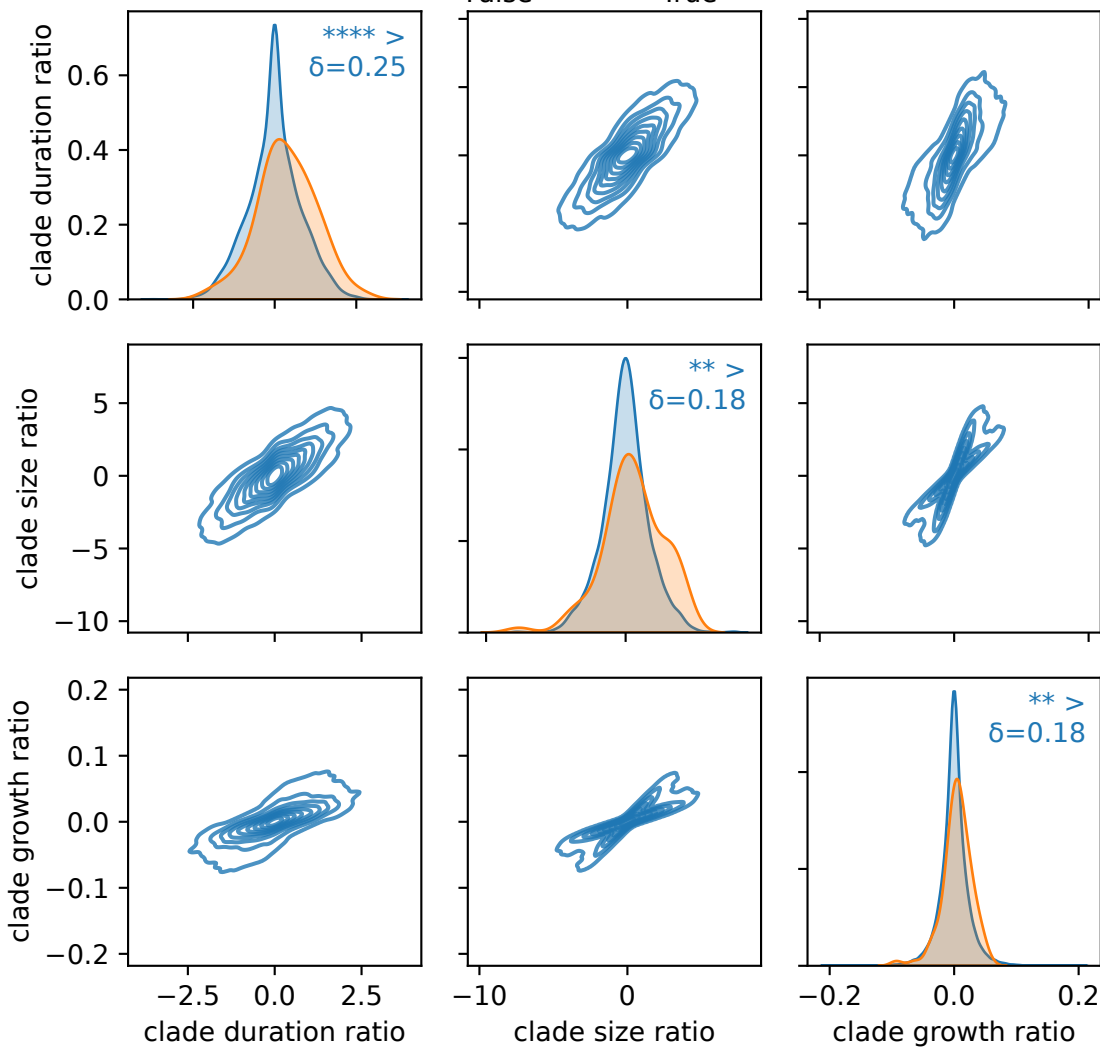 False True
clade duration ratio
0.6
0.4
0.2
0.0
**** >
δ=0.25
clade size ratio
5
0
−5
−10
** >
δ=0.18
clade growth ratio
0.2
0.1
0.0
−0.1
−0.2
** >
δ=0.18
−2.5 0.0 2.5
−10 0
−0.2 0.0 0.2
clade duration ratio
clade size ratio
clade growth ratio